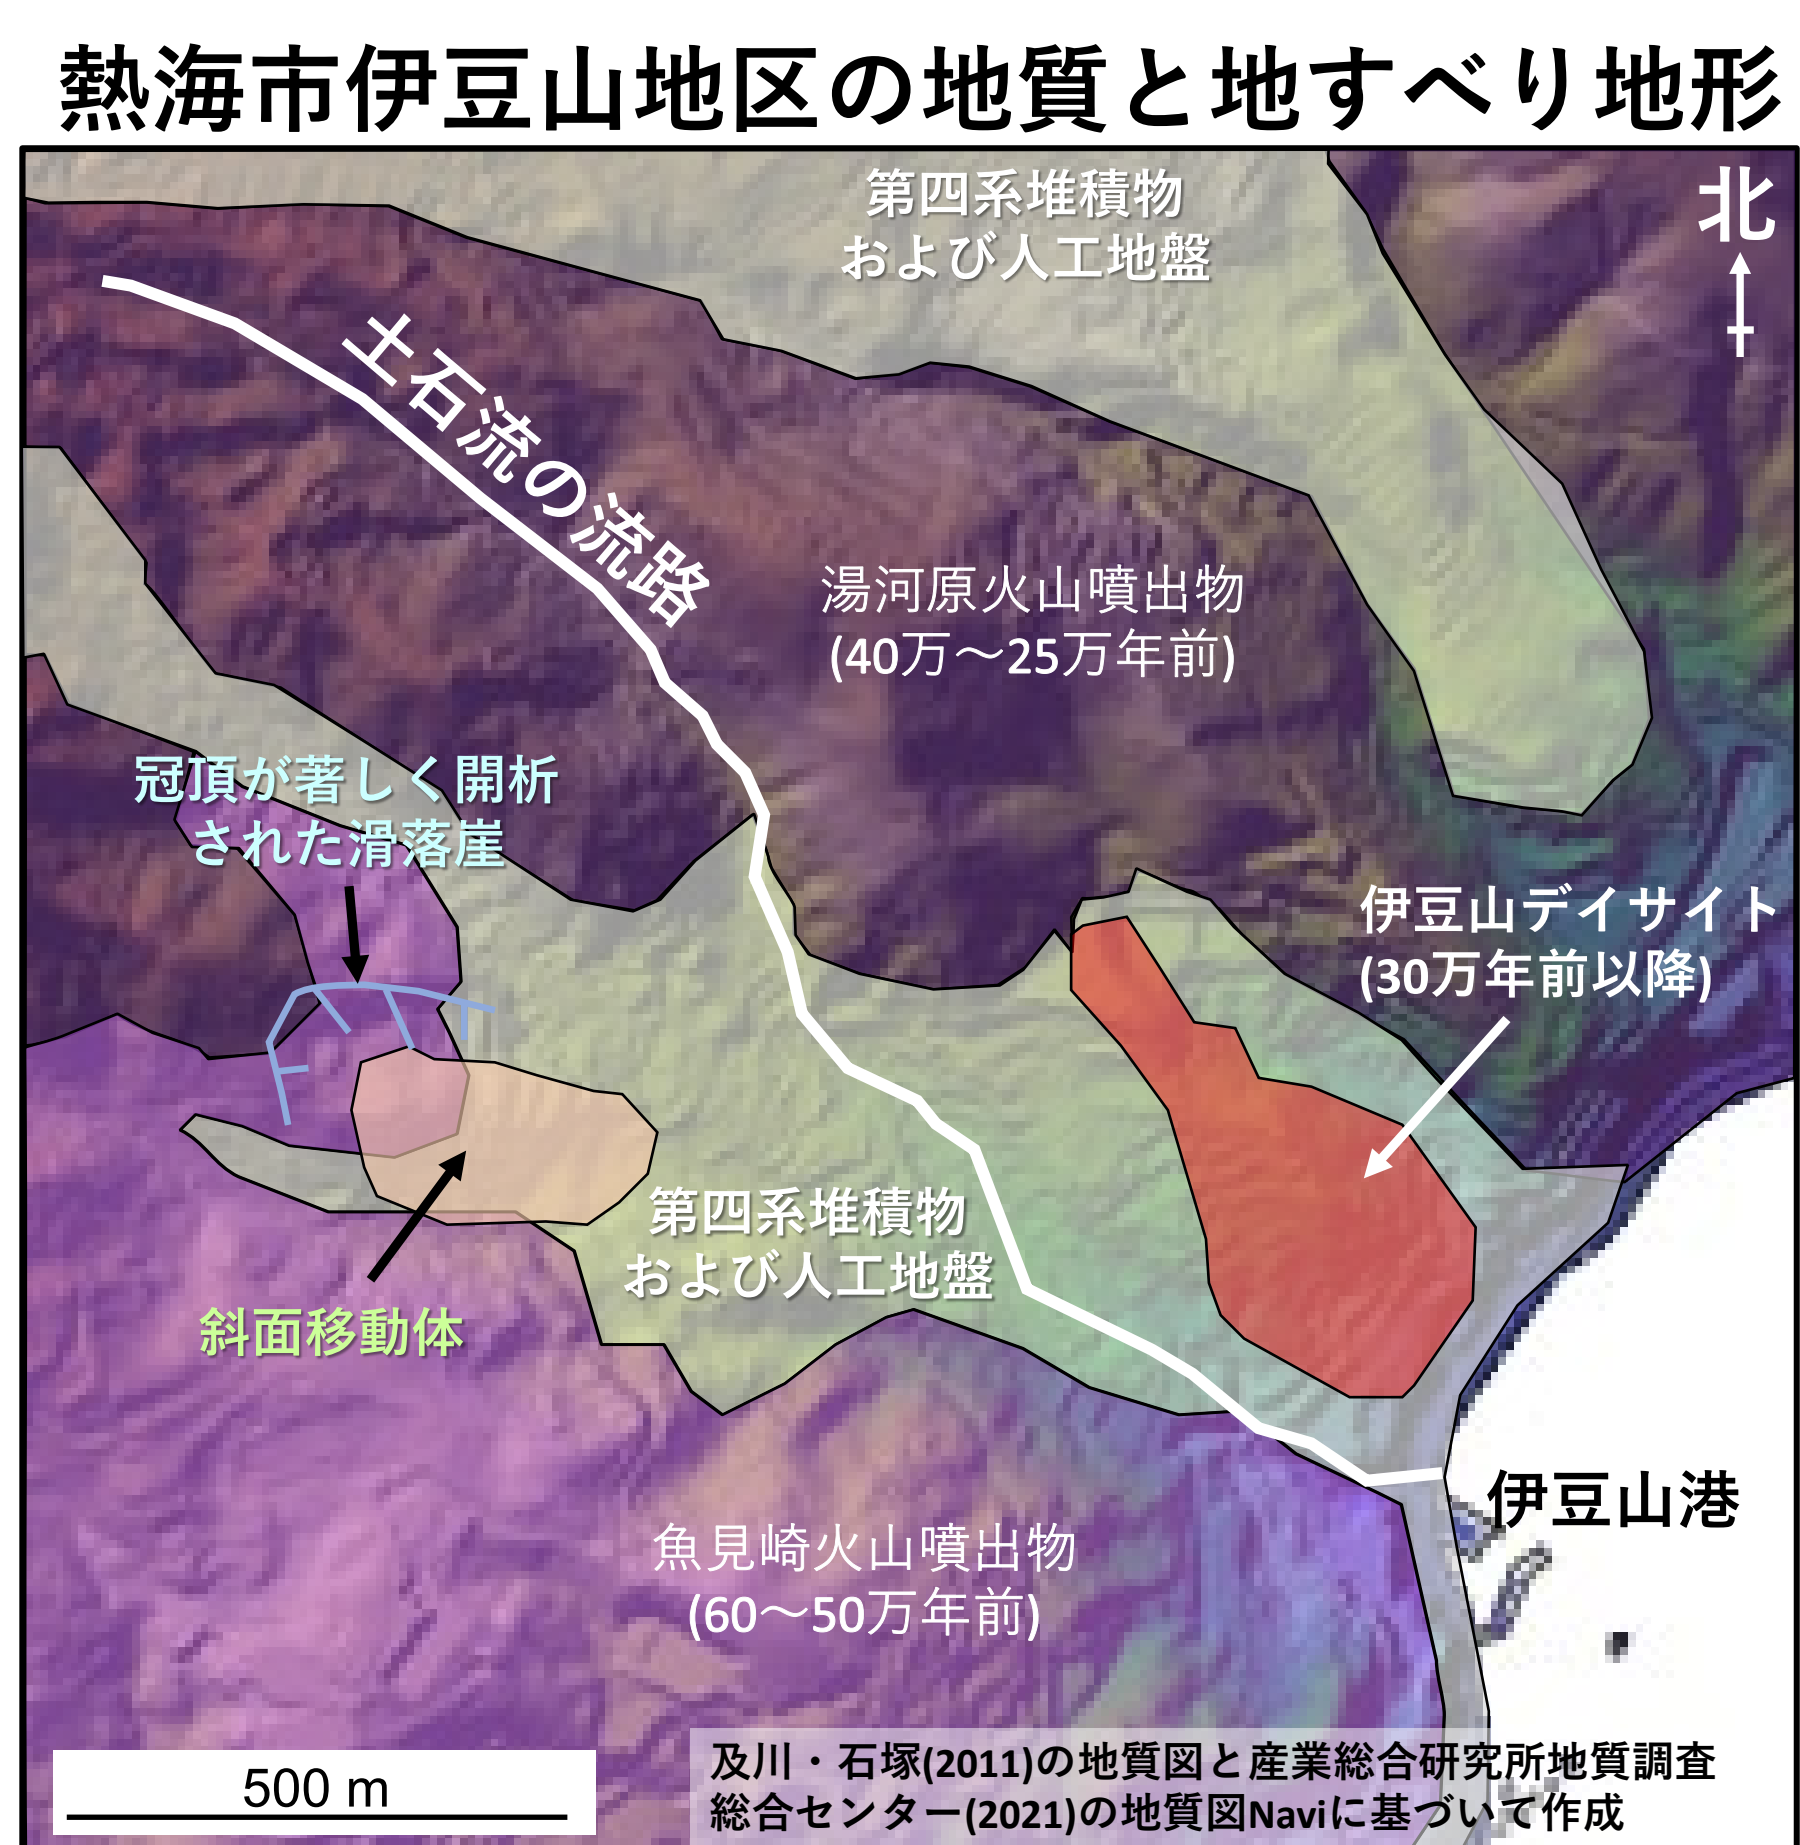 熱海市伊豆山地区の地質と地すべり地形
第四系堆積物
および人工地盤
北
土石流の流路
湯河原火山噴出物
(40万～25万年前)
冠頂が著しく開析
された滑落崖
伊豆山デイサイト
(30万年前以降)
第四系堆積物
および人工地盤
斜面移動体
伊豆山港
魚見崎火山噴出物
(60～50万年前)
500 m
及川・石塚(2011)の地質図と産業総合研究所地質調査
総合センター(2021)の地質図Naviに基づいて作成